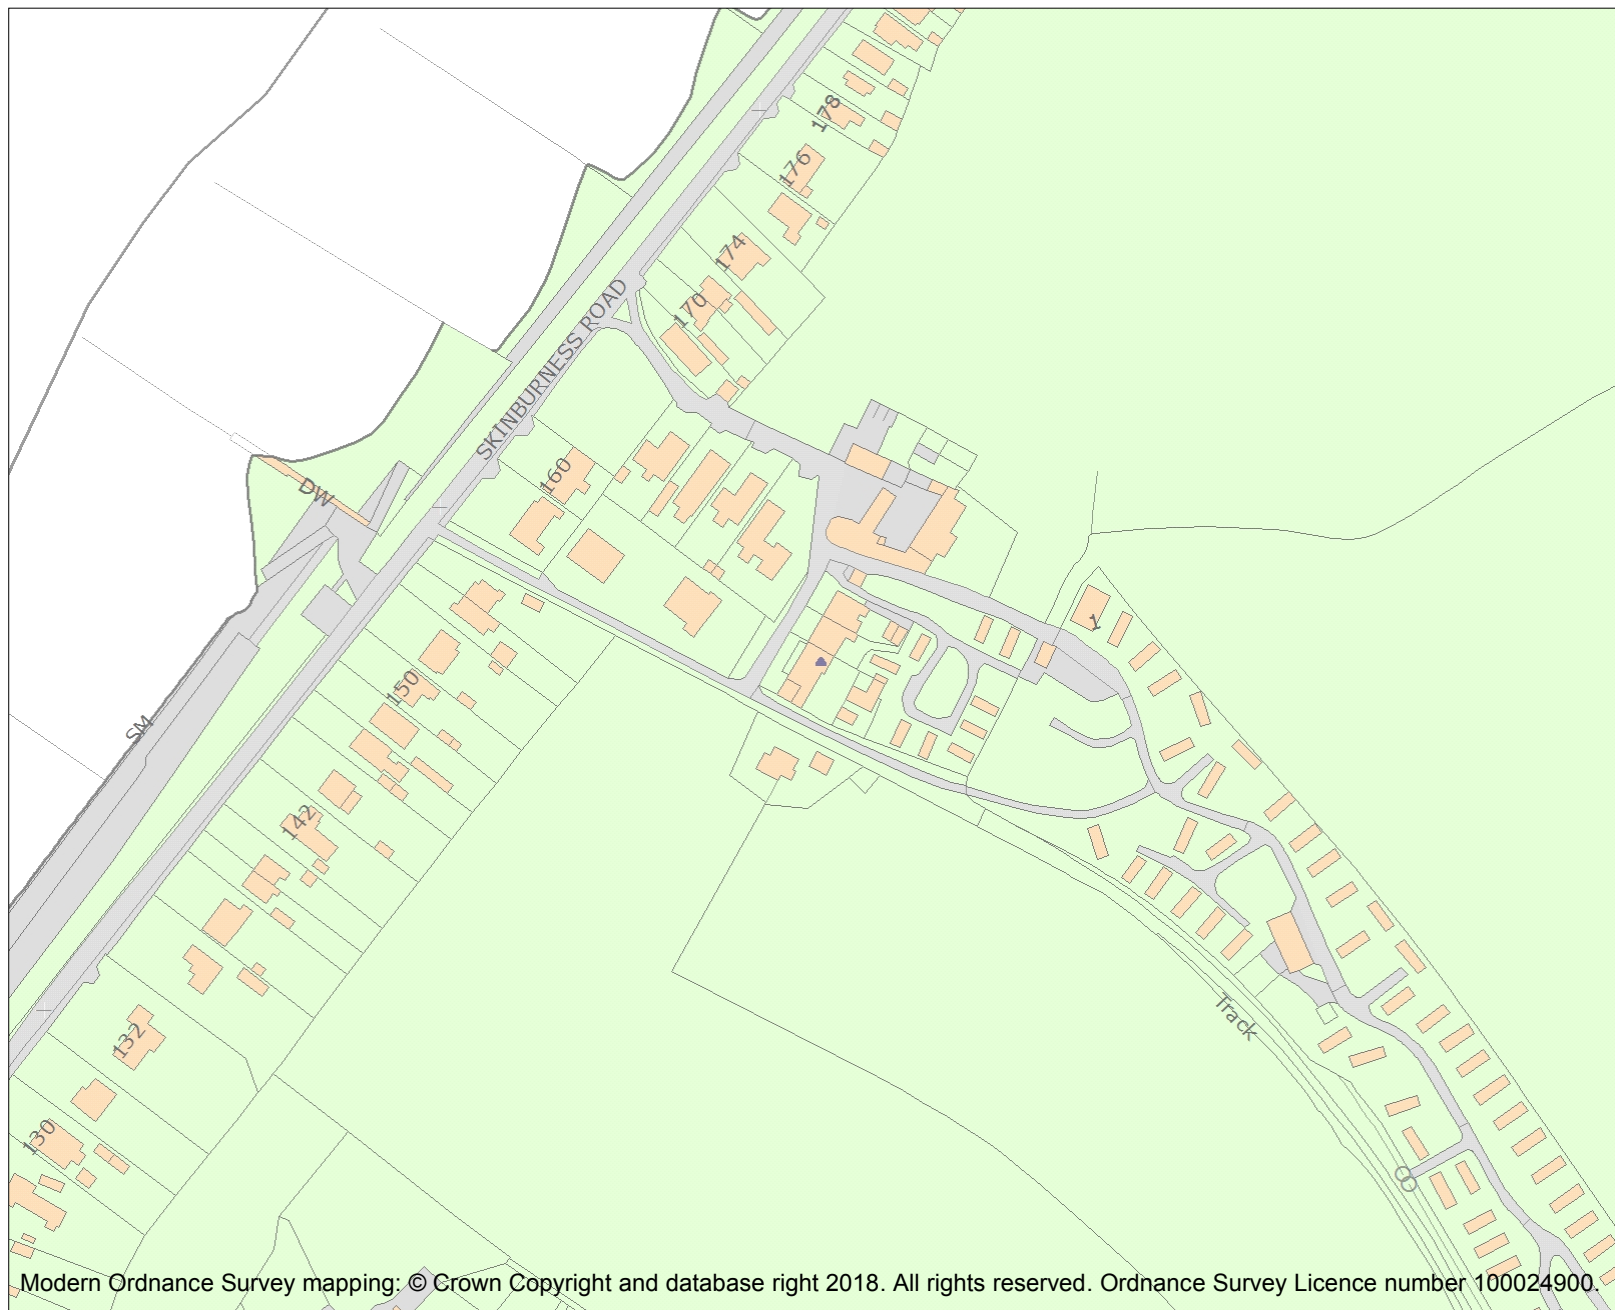 178
176
174
170
SKINBURNESS ROAD
160
DW
1
150
SM
142
132
Track
130
Modern Ordnance Survey mapping: © Crown Copyright and database right 2018. All rights reserved. Ordnance Survey Licence number 100024900.